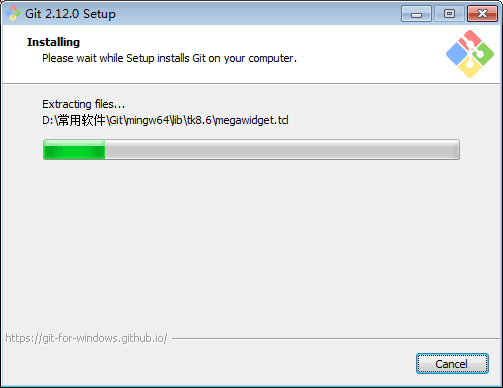 Git 2.12.0 Setup
Installing
Please wait while Setup installs Git on your computer.
Extracting files...
D:\常用软件\Git\mingw64\lib\tk8.6\megawidget.tcl
https://git-for-windows.github.io/
Cancel